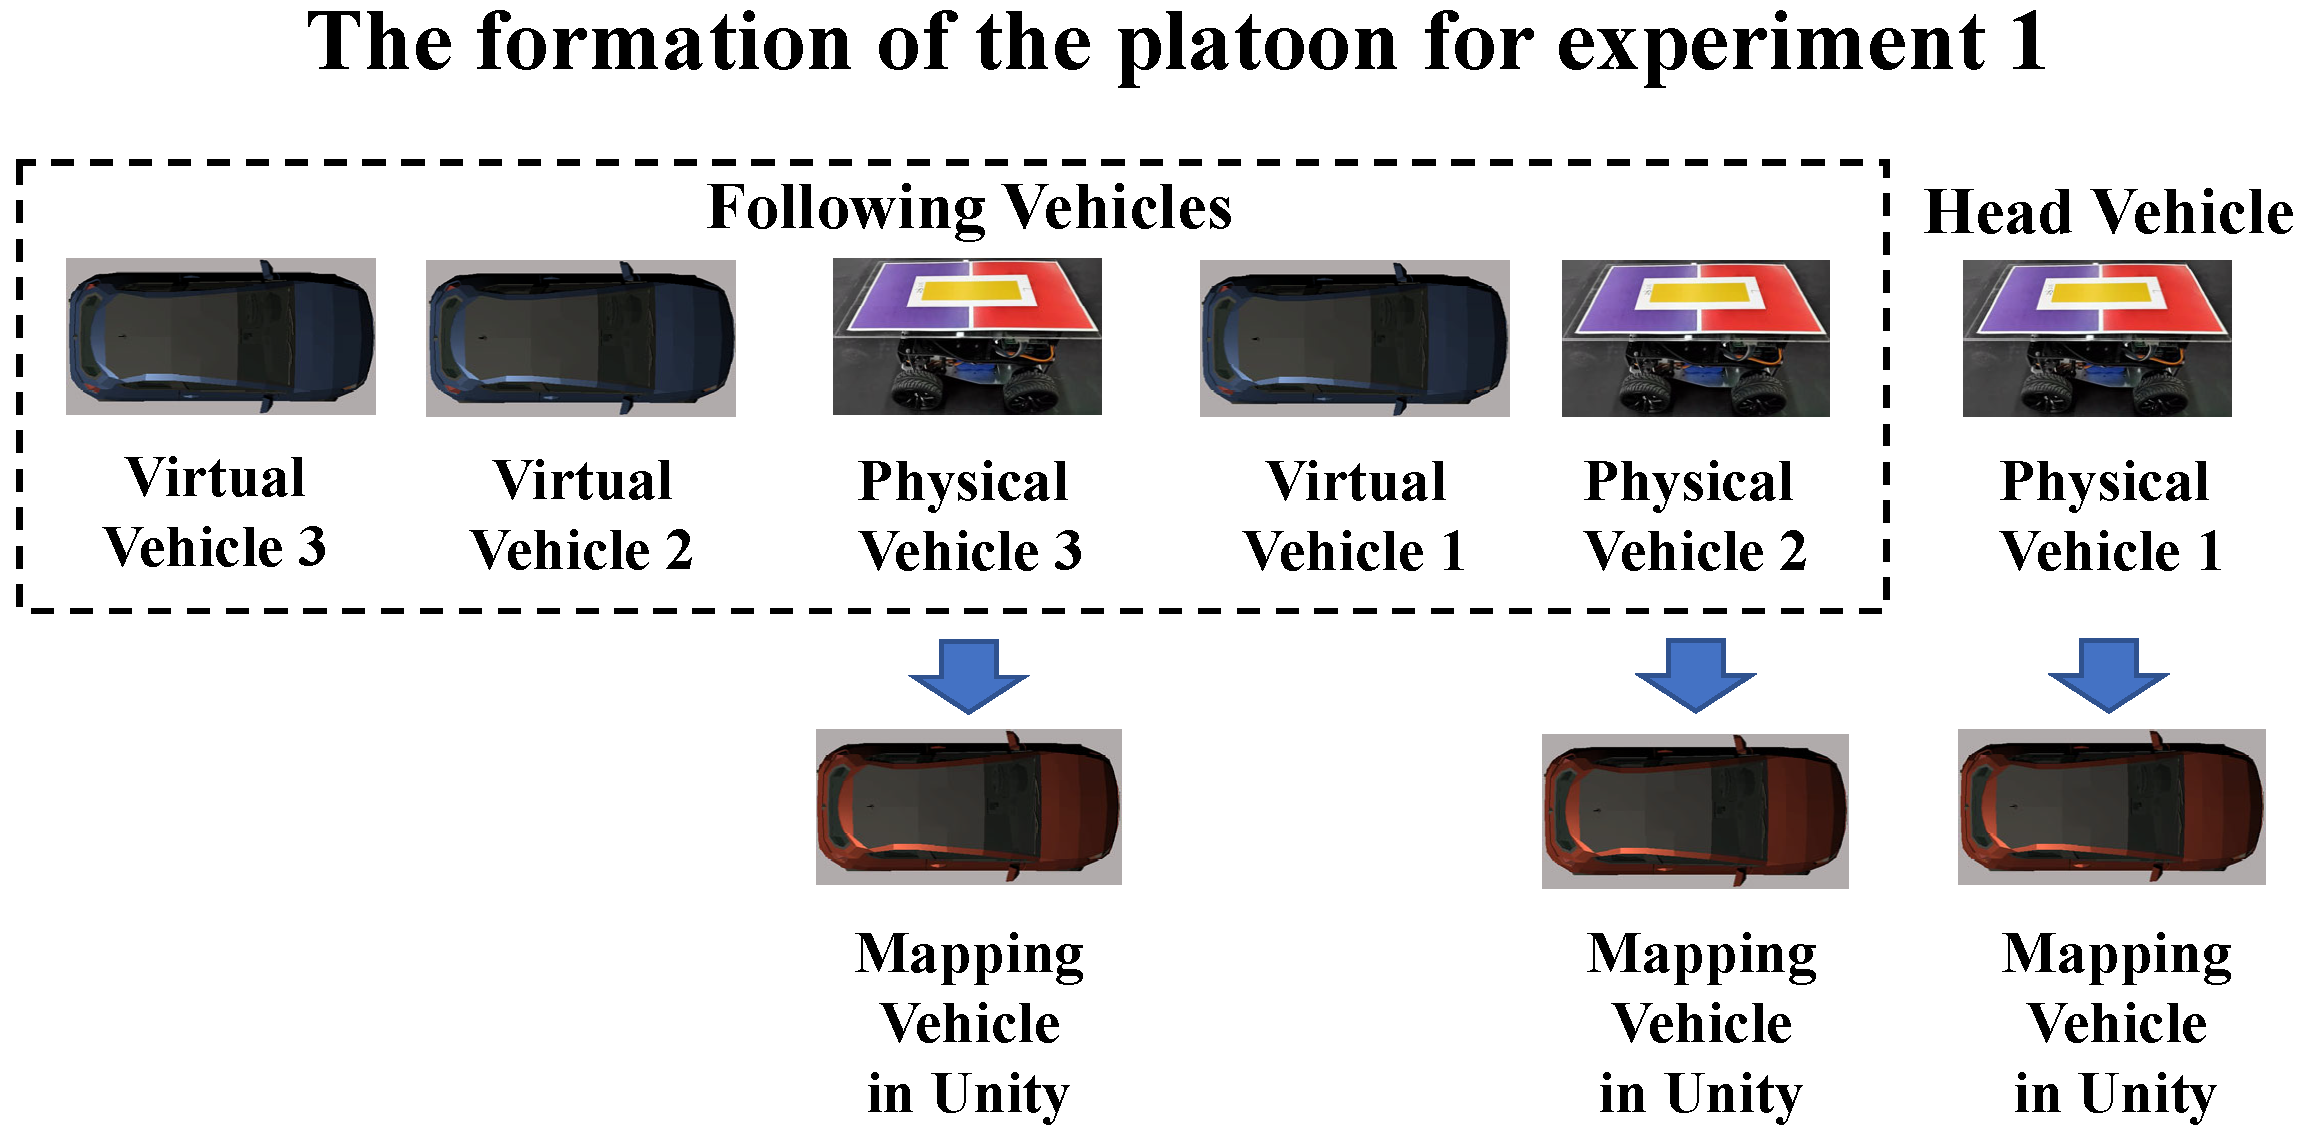 The formation of the platoon for experiment 1
Following Vehicles
Head Vehicle
Virtual
Vehicle 3
Virtual
Vehicle 2
Physical
Vehicle 3
Virtual
Vehicle 1
Physical
Vehicle 2
Physical
Vehicle 1
Mapping
Vehicle
in Unity
Mapping
Vehicle
in Unity
Mapping
Vehicle
in Unity